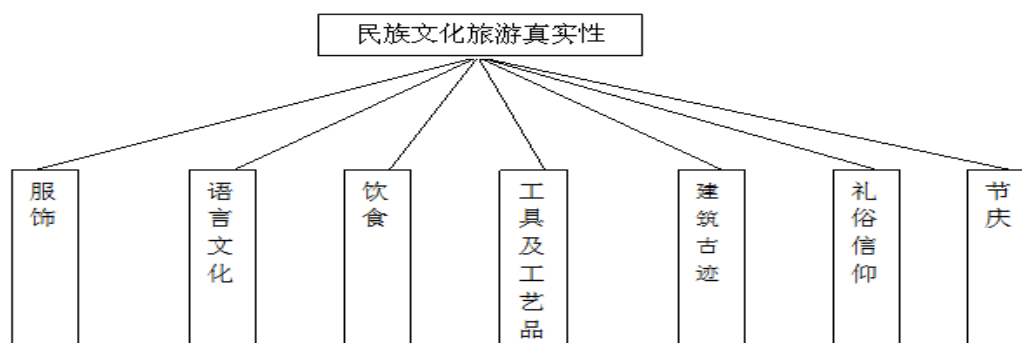 民族文化旅游真实性
服饰
语言文化
饮食
工具及工艺品
建筑古迹
礼俗信仰
节庆